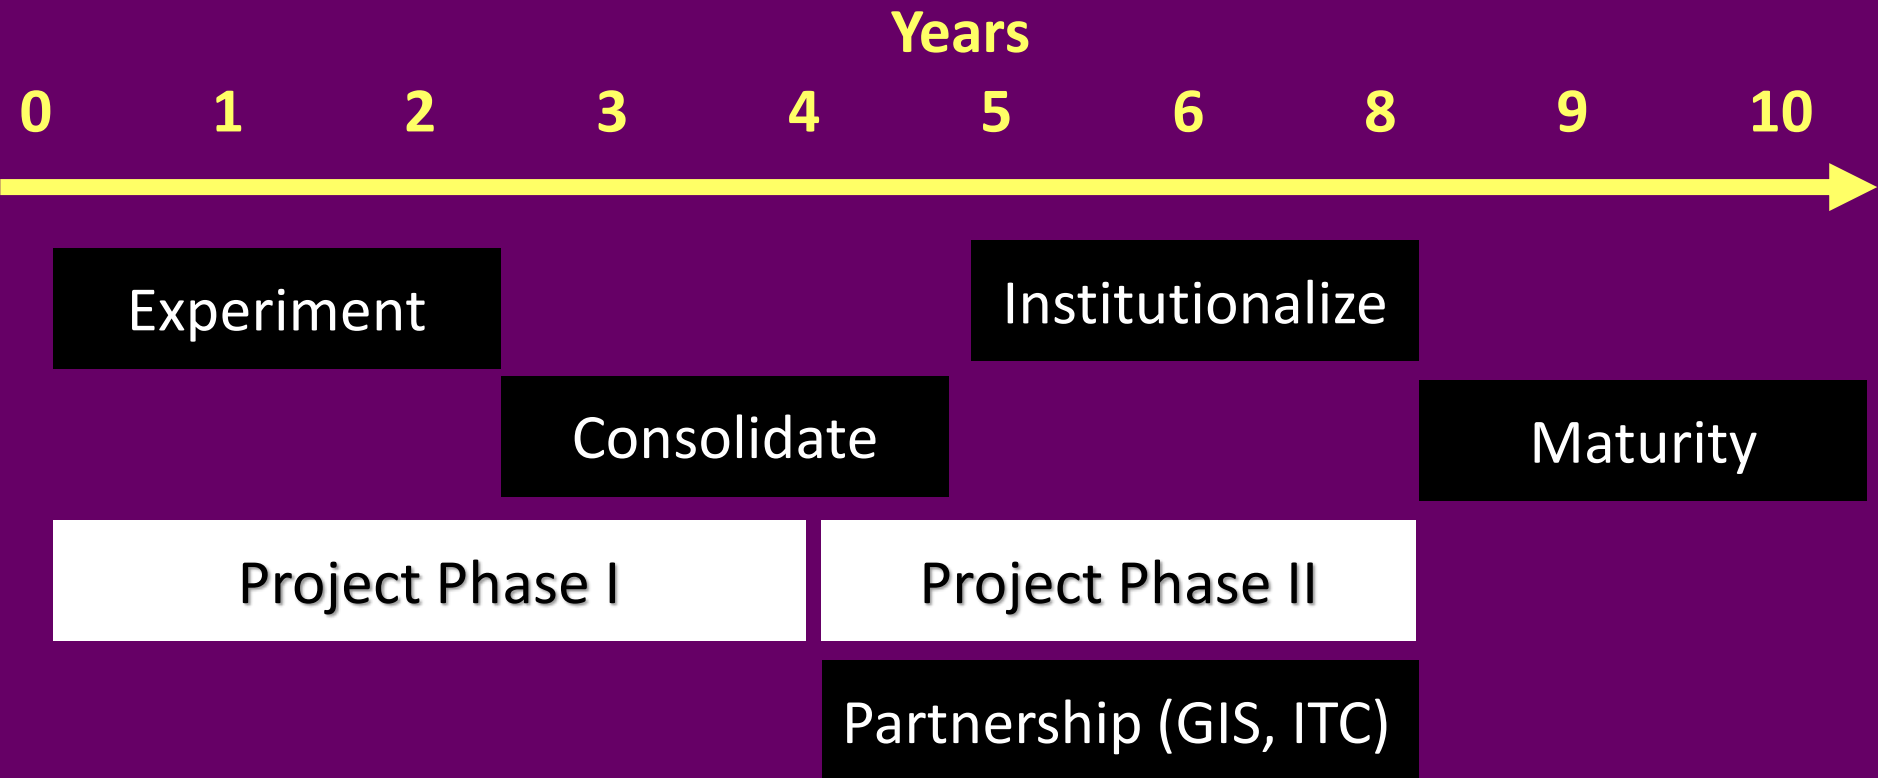 Years
0 1 2 3 4 5 6 8 9 10
Experiment
Institutionalize
Consolidate
Maturity
Project Phase I
Project Phase II
Partnership (GIS, ITC)